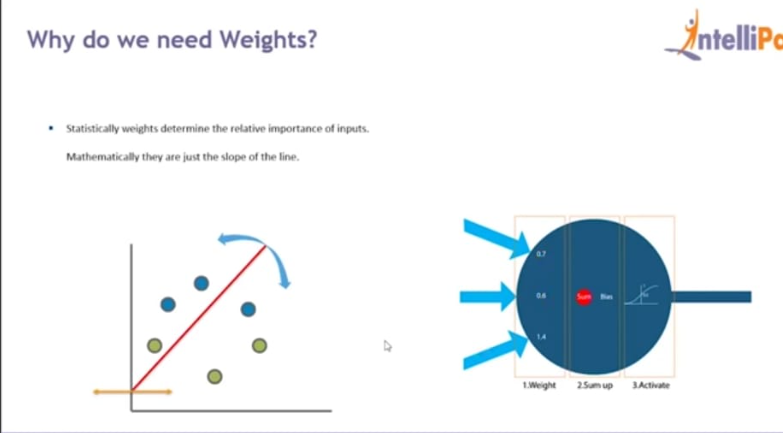 Why do we need Weights?
ntelliPa
Statistically weights determine the relative importance of inputs.
Mathematically they are just the slope of the line.
0.7
0.6
Sum Bias
1.4
1.Weight 2.Sum up 3.Activate